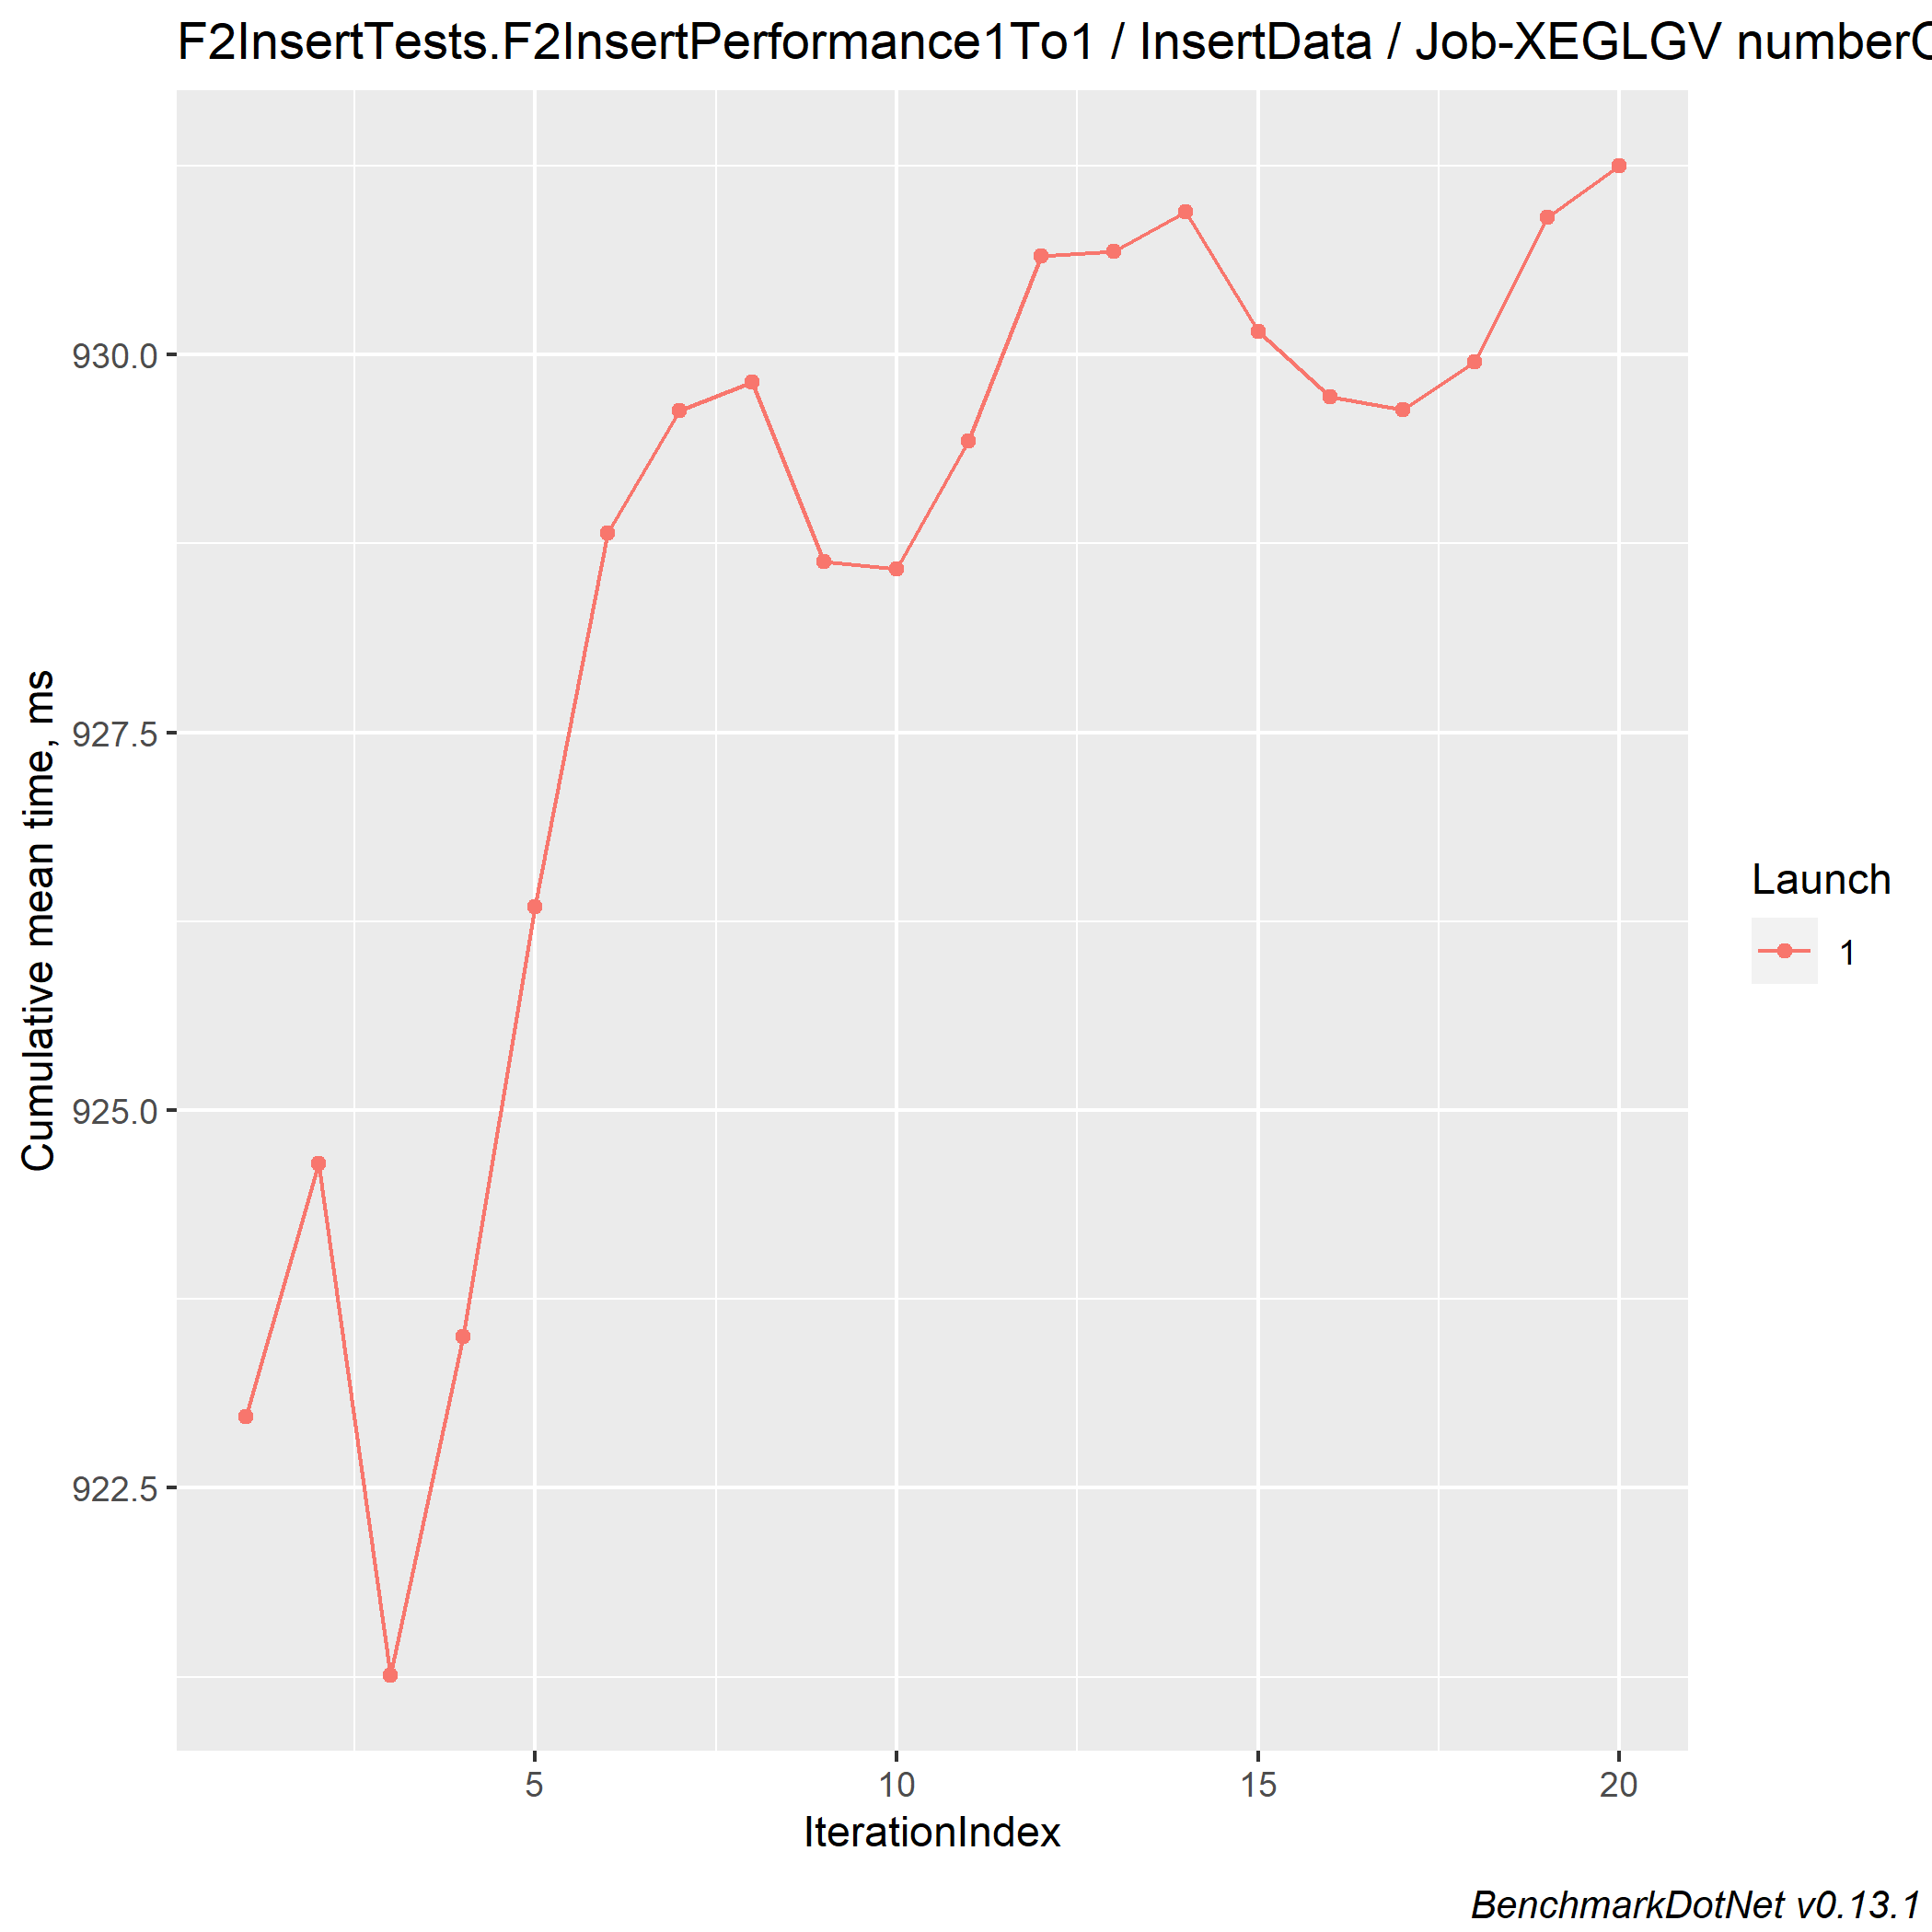 F2InsertTests.F2InsertPerformance1To1 / InsertData / Job-XEGLGV
Cumulative mean time, ms
930.0
927.5
925.0
922.5
5 10 15 20
IterationIndex
Launch
1
BenchmarkDotNet v0.13.1